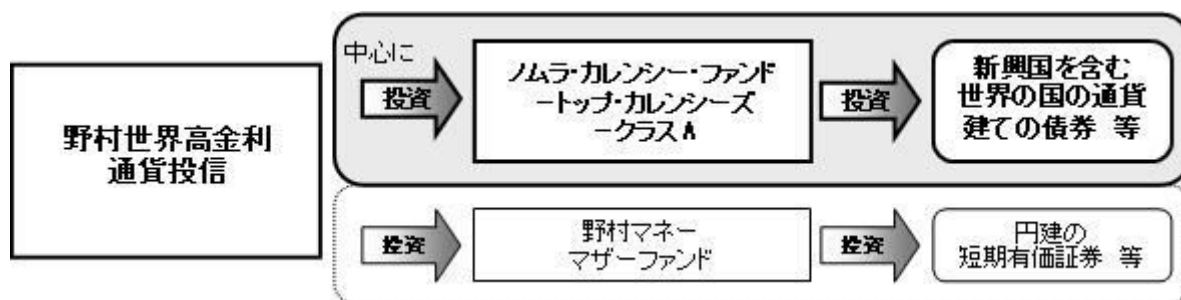 野村世界高金利
通貨投信
中心に
投資
ノムラ・カレンシー・ファンド
ートップ・カレンシーズ
ークラスA
投資
新興国を含む
世界の国の通貨
建ての債券 等
投資
野村マネー
マザーファンド
投資
円建の
短期有価証券 等